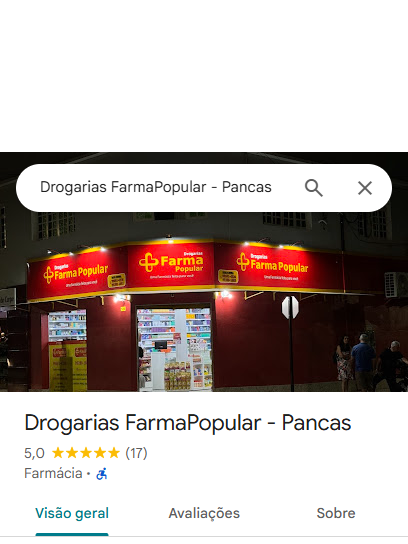 Drogarias FarmaPopular - Pancas
Drogarias
Farma Popular
Drogarias
Farma
Popular
Drogarias
Farma Popular
Drogarias FarmaPopular - Pancas
5,0 ★★★★★ (17)
Farmácia ·
Visão geral
Avaliações
Sobre